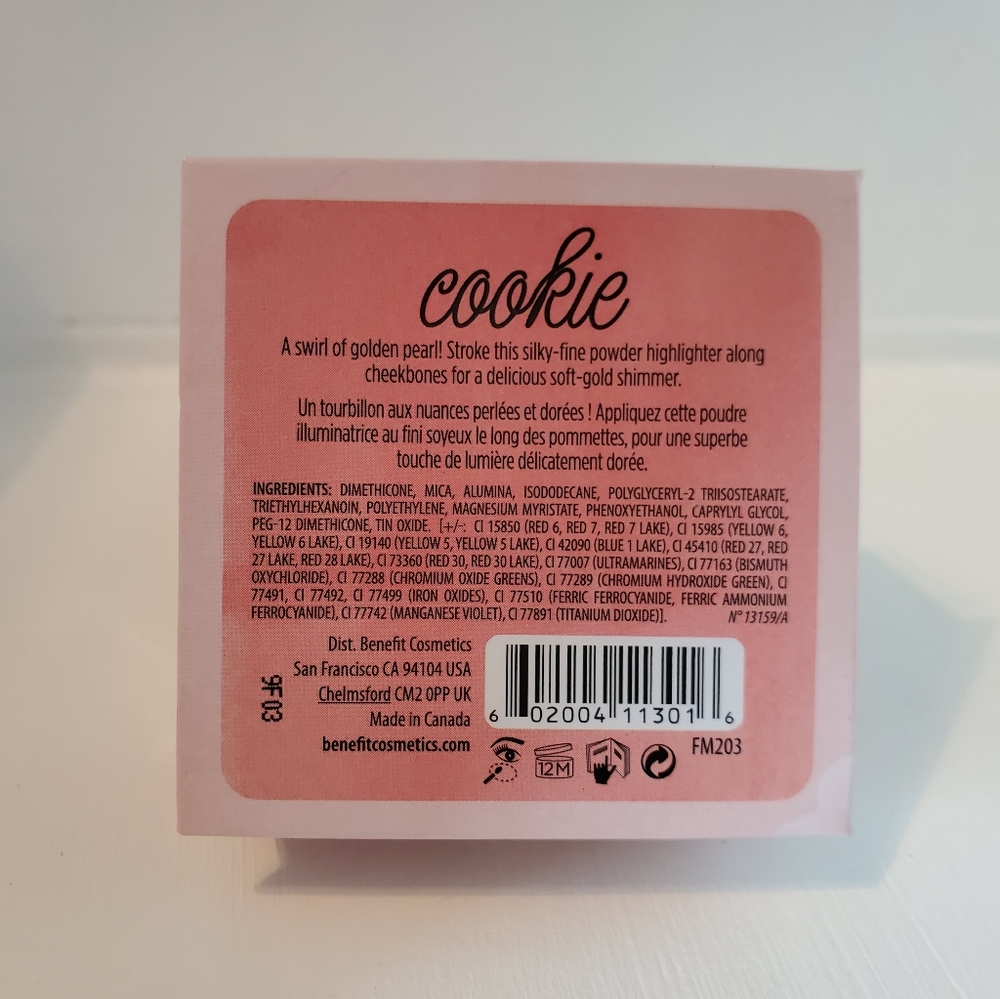 cookie
A swirl of golden pearl! Stroke this silky-fine powder highlighter along
cheekbones for a delicious soft-gold shimmer.
Un tourbillon aux nuances perlées et dorées ! Appliquez cette poudre
illuminatrice au fini soyeux le long des pommettes, pour une superbe
touche de lumière délicatement dorée.
INGREDIENTS: DIMETHICONE, MICA, ALUMINA, ISODODECANE, POLYGLYCERYL-2 TRIISOSTEARATE,
TRIETHYLHEXANOIN, POLYETHYLENE, MAGNESIUM MYRISTATE, PHENOXYETHANOL, CAPRYLYL GLYCOL,
PEG-12 DIMETHICONE, TIN OXIDE. [+/-: CI 15850 (RED 6, RED 7, RED 7 LAKE), CI 15985 (YELLOW 6,
YELLOW 6 LAKE), CI 19140 (YELLOW 5, YELLOW 5 LAKE), CI 42090 (BLUE 1 LAKE), CI 45410 (RED 27, RED
27 LAKE, RED 28 LAKE), CI 73360 (RED 30, RED 30 LAKE), CI 77007 (ULTRAMARINES), CI 77163 (BISMUTH
OXYCHLORIDE), CI 77288 (CHROMIUM OXIDE GREENS), CI 77289 (CHROMIUM HYDROXIDE GREEN), CI
77491, CI 77492, CI 77499 (IRON OXIDES), CI 77510 (FERRIC FERROCYANIDE, FERRIC AMMONIUM
FERROCYANIDE), CI 77742 (MANGANESE VIOLET), CI 77891 (TITANIUM DIOXIDE)]. N° 13159/A
Dist. Benefit Cosmetics
San Francisco CA 94104 USA
Chelmsford CM2 0PP UK
Made in Canada
benefitcosmetics.com
9F03
6 02004 11301 6
12M
FM203